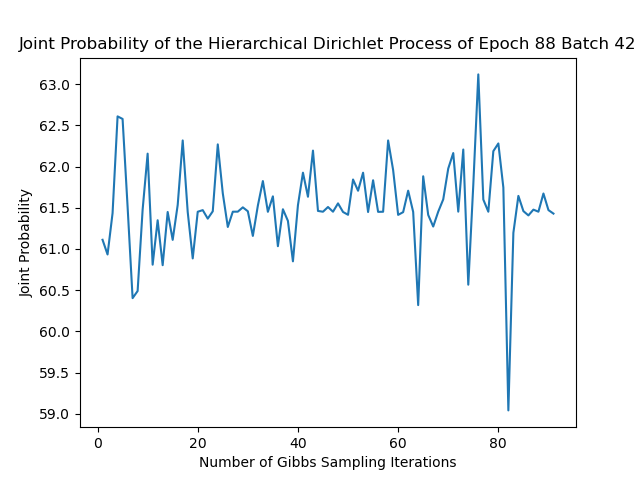 Joint Probability of the Hierarchical Dirichlet Process of Epoch 88 Batch 42
63.0
62.5
62.0
61.5
61.0
60.5
60.0
59.5
59.0
Joint Probability
0 20 40 60 80
Number of Gibbs Sampling Iterations